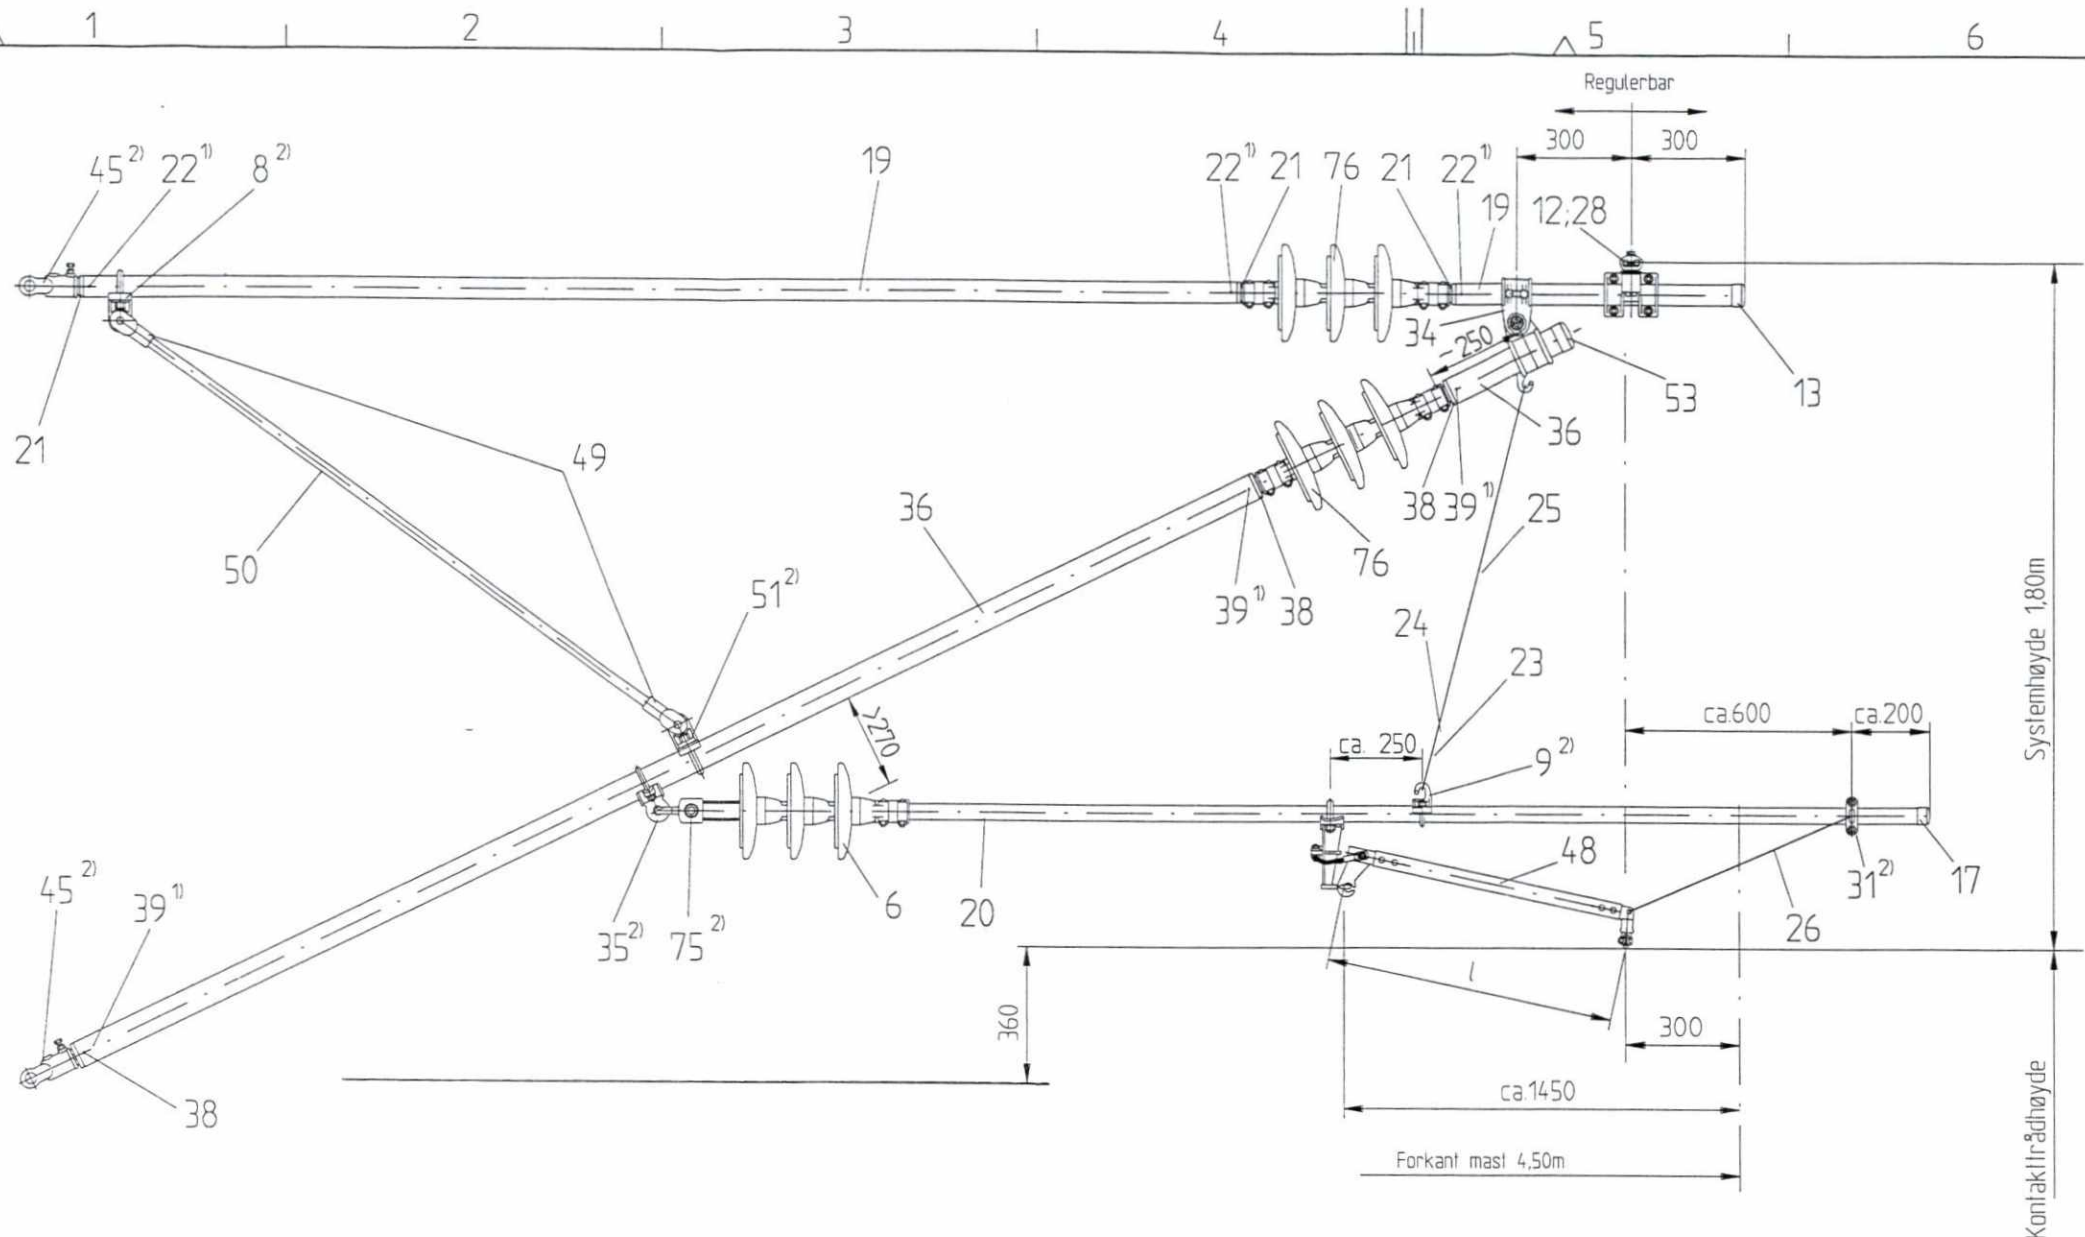 1 2 3 4 5 6
Regulerbar
300 300
45 2) 22 1) 8 2) 19 22 1) 21 76 21 22 1) 19 12;28
34 ~250
21 49 53 13
36
50 36 38 39 1) 25
76
51 2) 39 1) 38
24
23
Systemhøyde 1,80m
>270 ca. 250 9 2) ca.600 ca.200
48
45 2) 39 1) 6 20 31 2) 17
35 2) 75 2) 26
l
360 300
38 ca.1450
Forkant mast 4,50m
Kontakttrådhøyde